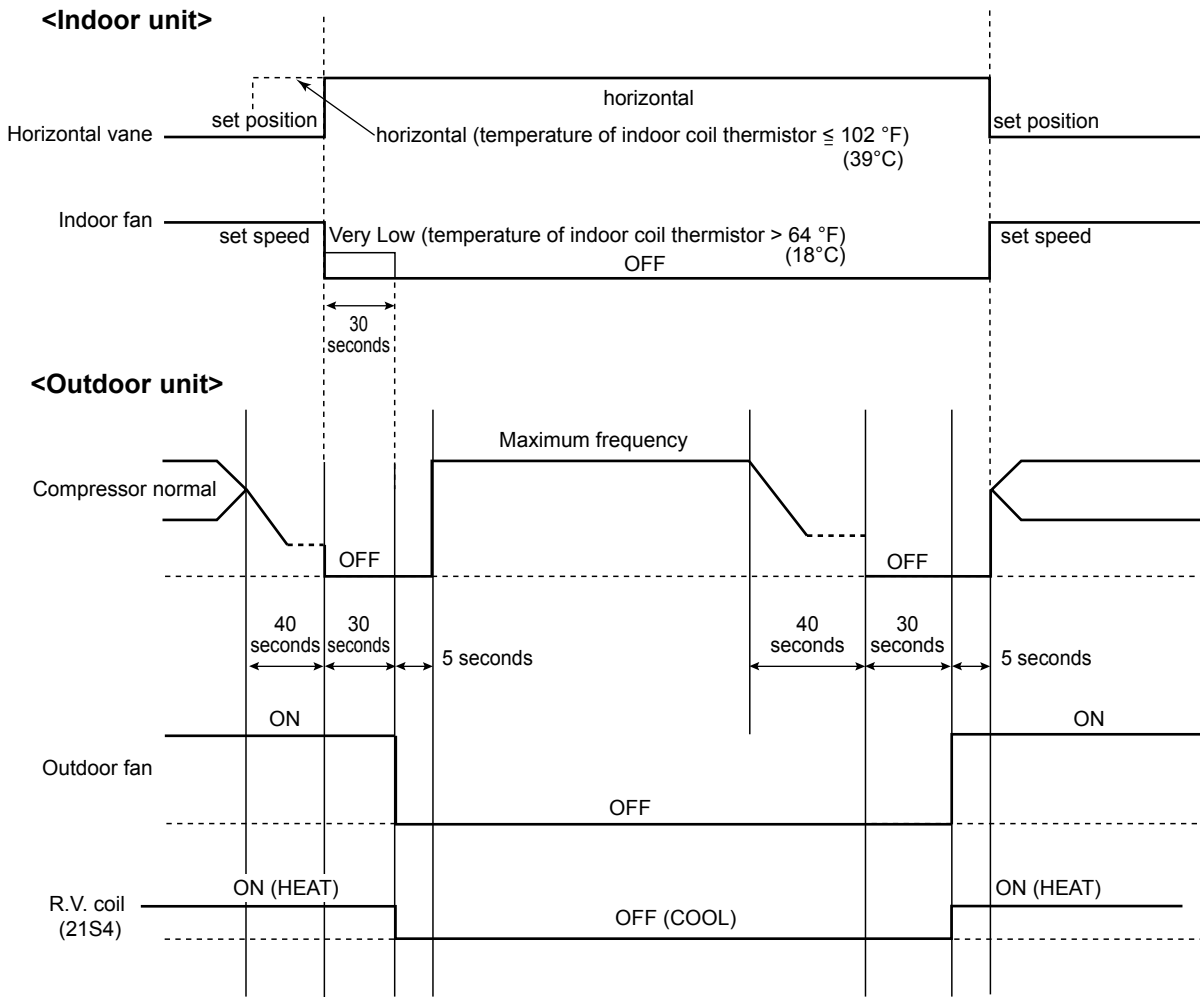 <Indoor unit>
horizontal
Horizontal vane
set position
set position
horizontal (temperature of indoor coil thermistor ≦ 102 °F)
(39°C)
Indoor fan
set speed
Very Low (temperature of indoor coil thermistor > 64 °F)
(18°C)
OFF
set speed
30
seconds
<Outdoor unit>
Maximum frequency
Compressor normal
OFF
OFF
40
seconds
30
seconds
5 seconds
40
seconds
30
seconds
5 seconds
ON
ON
Outdoor fan
OFF
ON (HEAT)
ON (HEAT)
R.V. coil
(21S4)
OFF (COOL)